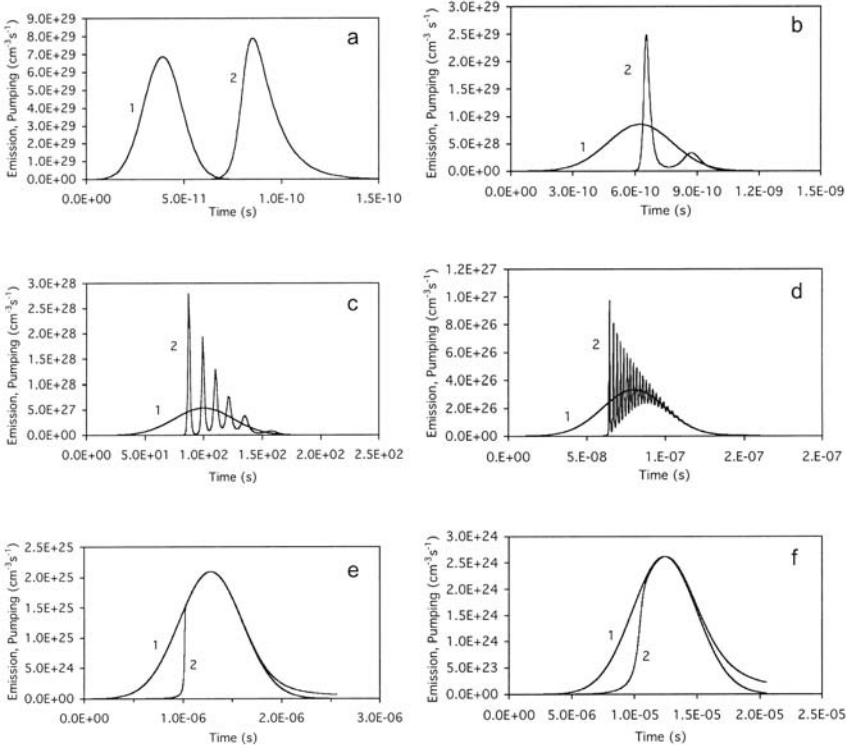 9.0E+29
8.0E+29
7.0E+29
6.0E+29
5.0E+29
4.0E+29
3.0E+29
2.0E+29
1.0E+29
0.0E+00
Emission, Pumping (cm⁻³s⁻¹)
a
1
2
0.0E+00 5.0E-11 1.0E-10 1.5E-10
Time (s)
3.0E+29
2.5E+29
2.0E+29
1.5E+29
1.0E+29
5.0E+28
0.0E+00
Emission, Pumping (cm⁻³ s⁻¹)
b
2
1
0.0E+00 3.0E-10 6.0E-10 9.0E-10 1.2E-09 1.5E-09
Time (s)
3.0E+28
2.5E+28
2.0E+28
1.5E+28
1.0E+28
5.0E+27
0.0E+00
Emission, Pumping (cm⁻³s⁻¹)
c
2
1
0.0E+00 5.0E+01 1.0E+02 1.5E+02 2.0E+02 2.5E+02
Time (s)
1.2E+27
1.0E+27
8.0E+26
6.0E+26
4.0E+26
2.0E+26
0.0E+00
Emission, Pumping (cm⁻³s⁻¹)
d
2
1
0.E+00 5.E-08 1.E-07 2.E-07 2.E-07
Time (s)
2.5E+25
2.0E+25
1.5E+25
1.0E+25
5.0E+24
0.0E+00
Emission, Pumping (cm⁻³s⁻¹)
e
1
2
0.0E+00 1.0E-06 2.0E-06 3.0E-06
Time (s)
3.0E+24
2.0E+24
1.0E+24
5.0E+23
0.0E+00
Emission, Pumping (cm⁻³s⁻¹)
f
1
2
0.0E+00 5.0E-06 1.0E-05 1.5E-05 2.0E-05 2.5E-05
Time (s)